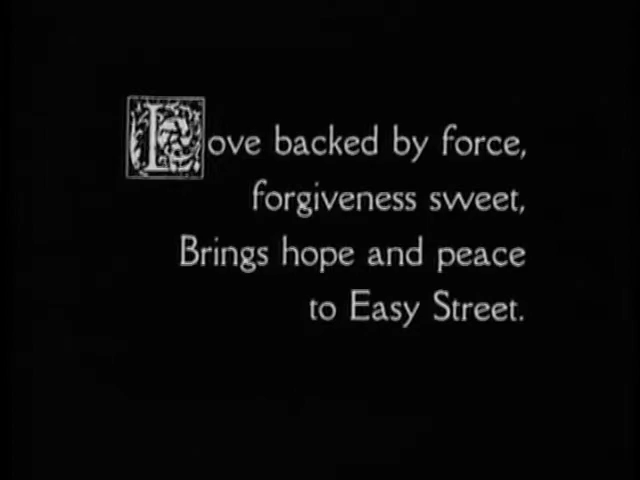 Love backed by force,
forgiveness sweet,
Brings hope and peace
to Easy Street.